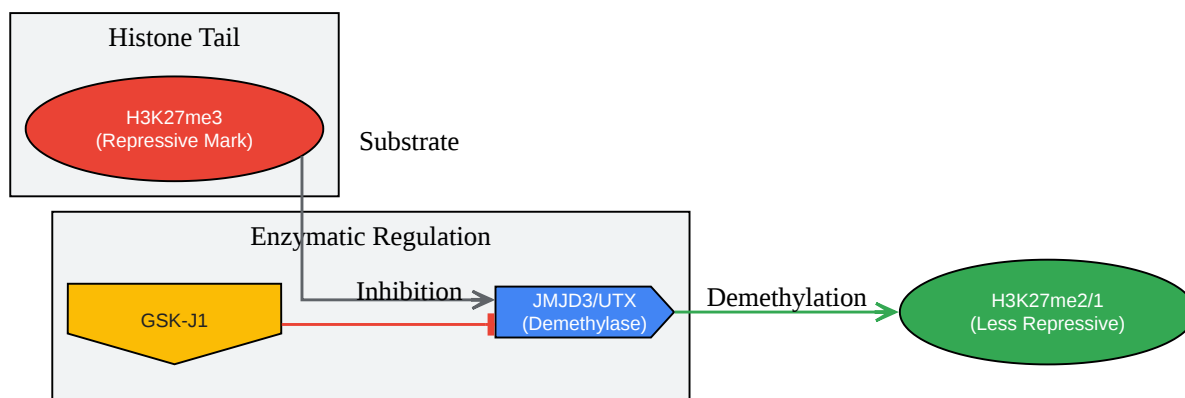 Histone Tail
H3K27me3
(Repressive Mark)
Substrate
Enzymatic Regulation
Inhibition
GSK-J1
JMJD3/UTX
(Demethylase)
Demethylation
H3K27me2/1
(Less Repressive)